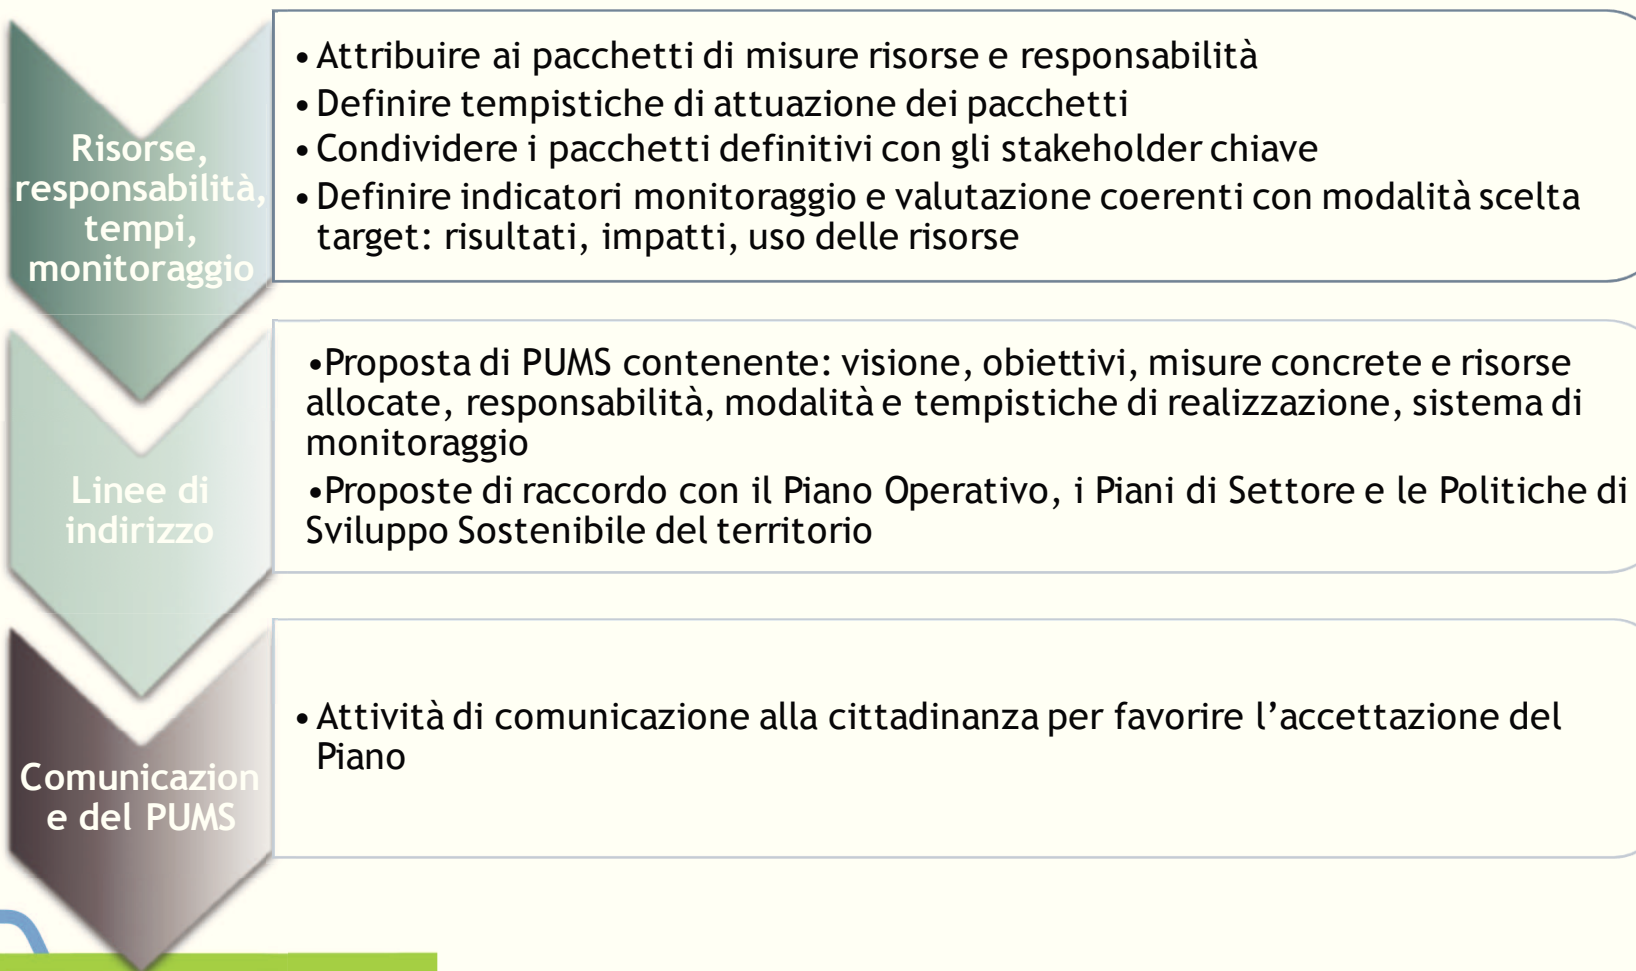 Risorse,
responsabilità,
tempi,
monitoraggio
• Attribuire ai pacchetti di misure risorse e responsabilità
• Definire tempistiche di attuazione dei pacchetti
• Condividere i pacchetti definitivi con gli stakeholder chiave
• Definire indicatori monitoraggio e valutazione coerenti con modalità scelta
target: risultati, impatti, uso delle risorse
Linee di
indirizzo
•Proposta di PUMS contenente: visione, obiettivi, misure concrete e risorse
allocate, responsabilità, modalità e tempistiche di realizzazione, sistema di
monitoraggio
•Proposte di raccordo con il Piano Operativo, i Piani di Settore e le Politiche di
Sviluppo Sostenibile del territorio
Comunicazion
e del PUMS
• Attività di comunicazione alla cittadinanza per favorire l’accettazione del
Piano